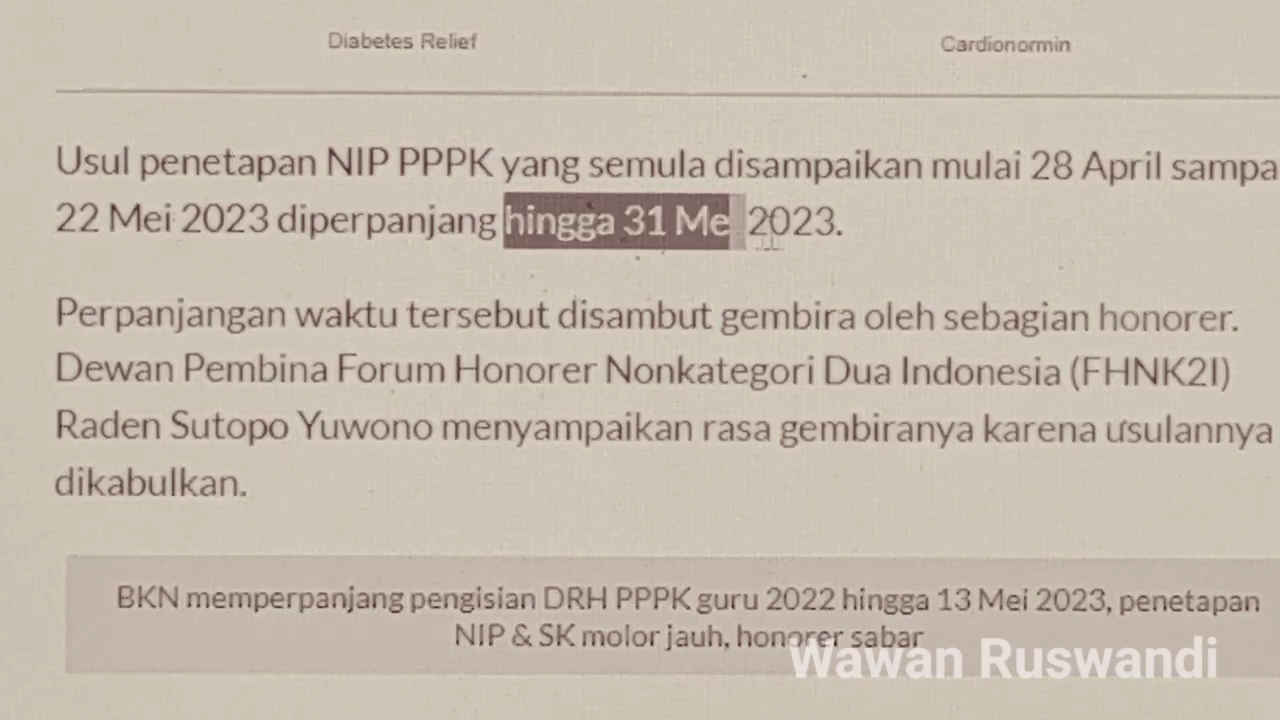 Diabetes Relief
Cardionormin
Usul penetapan NIP PPPK yang semula disampaikan mulai 28 April sampa
22 Mei 2023 diperpanjang hingga 31 Me 2023.
Perpanjangan waktu tersebut disambut gembira oleh sebagian honorer.
Dewan Pembina Forum Honorer Nonkategori Dua Indonesia (FHNK2I)
Raden Sutopo Yuwono menyampaikan rasa gembiranya karena usulannya
dikabulkan.
BKN memperpanjang pengisian DRH PPPK guru 2022 hingga 13 Mei 2023, penetapan
NIP & SK molor jauh, honorer sabar
Wawan Ruswandi